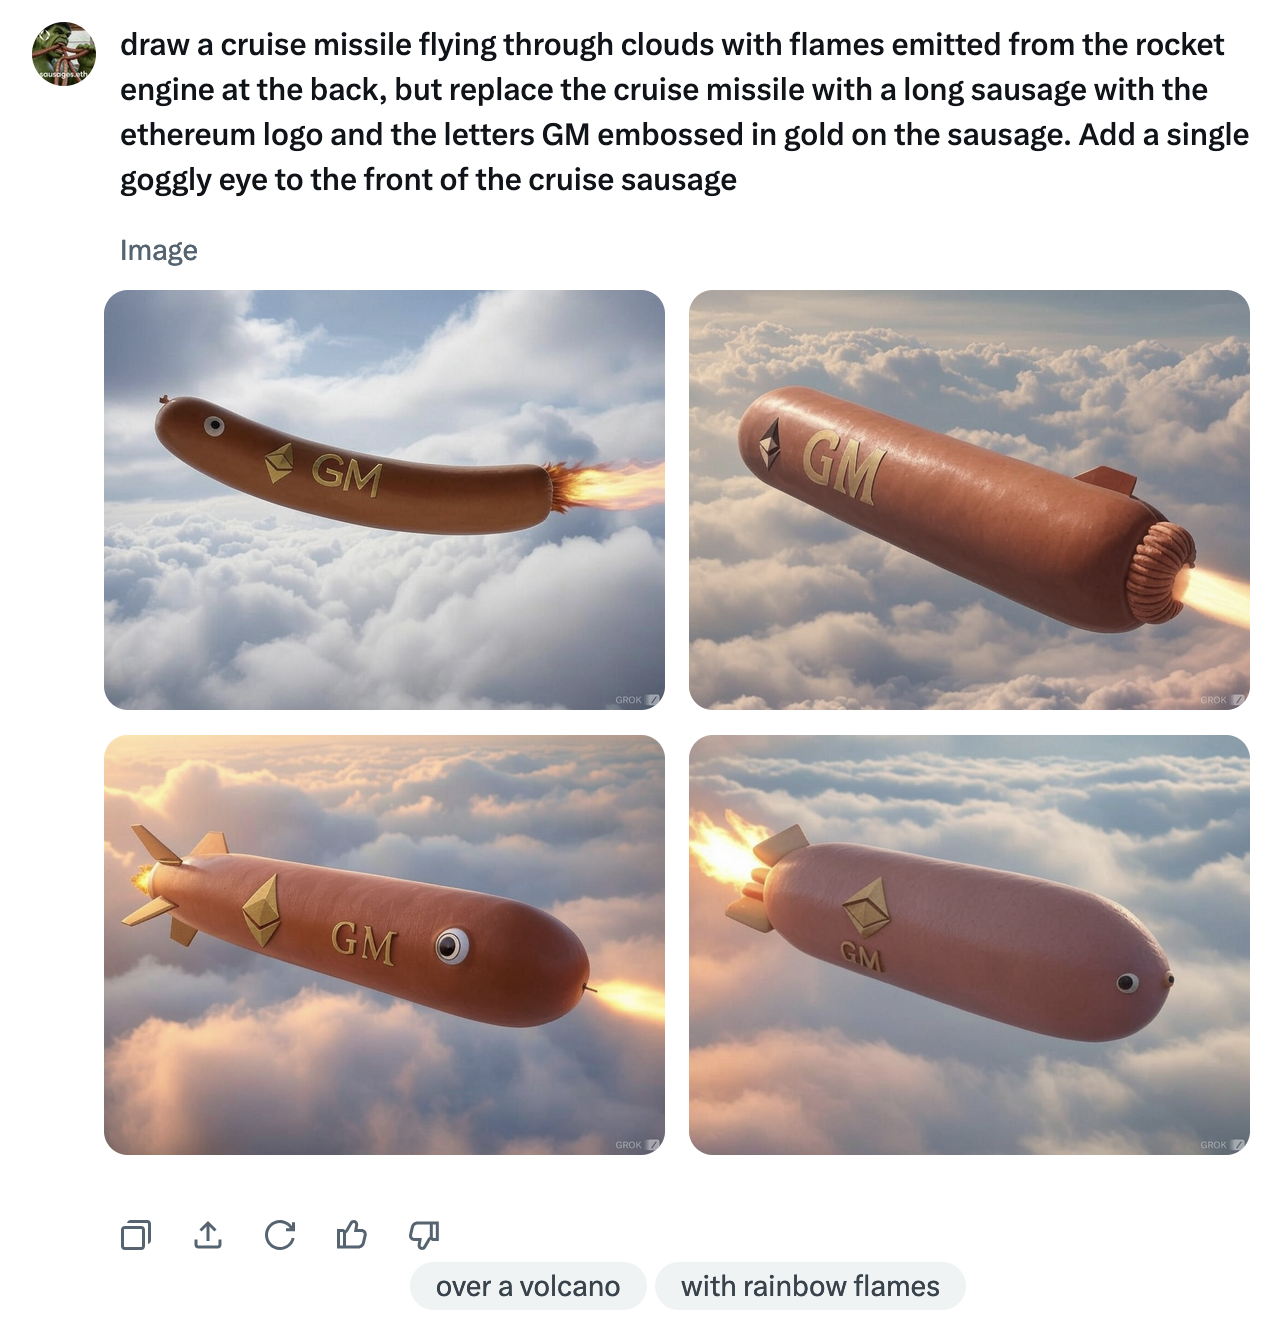 sausages.eth
draw a cruise missile flying through clouds with flames emitted from the rocket
engine at the back, but replace the cruise missile with a long sausage with the
ethereum logo and the letters GM embossed in gold on the sausage. Add a single
goggly eye to the front of the cruise sausage
Image
GM
GROK
GM
GROK
GM
GROK
GM
GROK
over a volcano
with rainbow flames